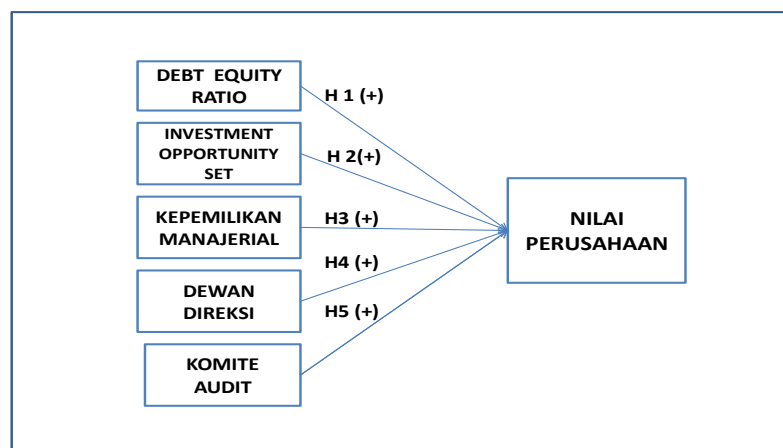 DEBT EQUITY
RATIO
H 1 (+)
INVESTMENT
OPPORTUNITY
SET
H 2(+)
KEPEMILIKAN
MANAJERIAL
H3 (+)
NILAI
PERUSAHAAN
DEWAN
DIREKSI
H4 (+)
H5 (+)
KOMITE
AUDIT